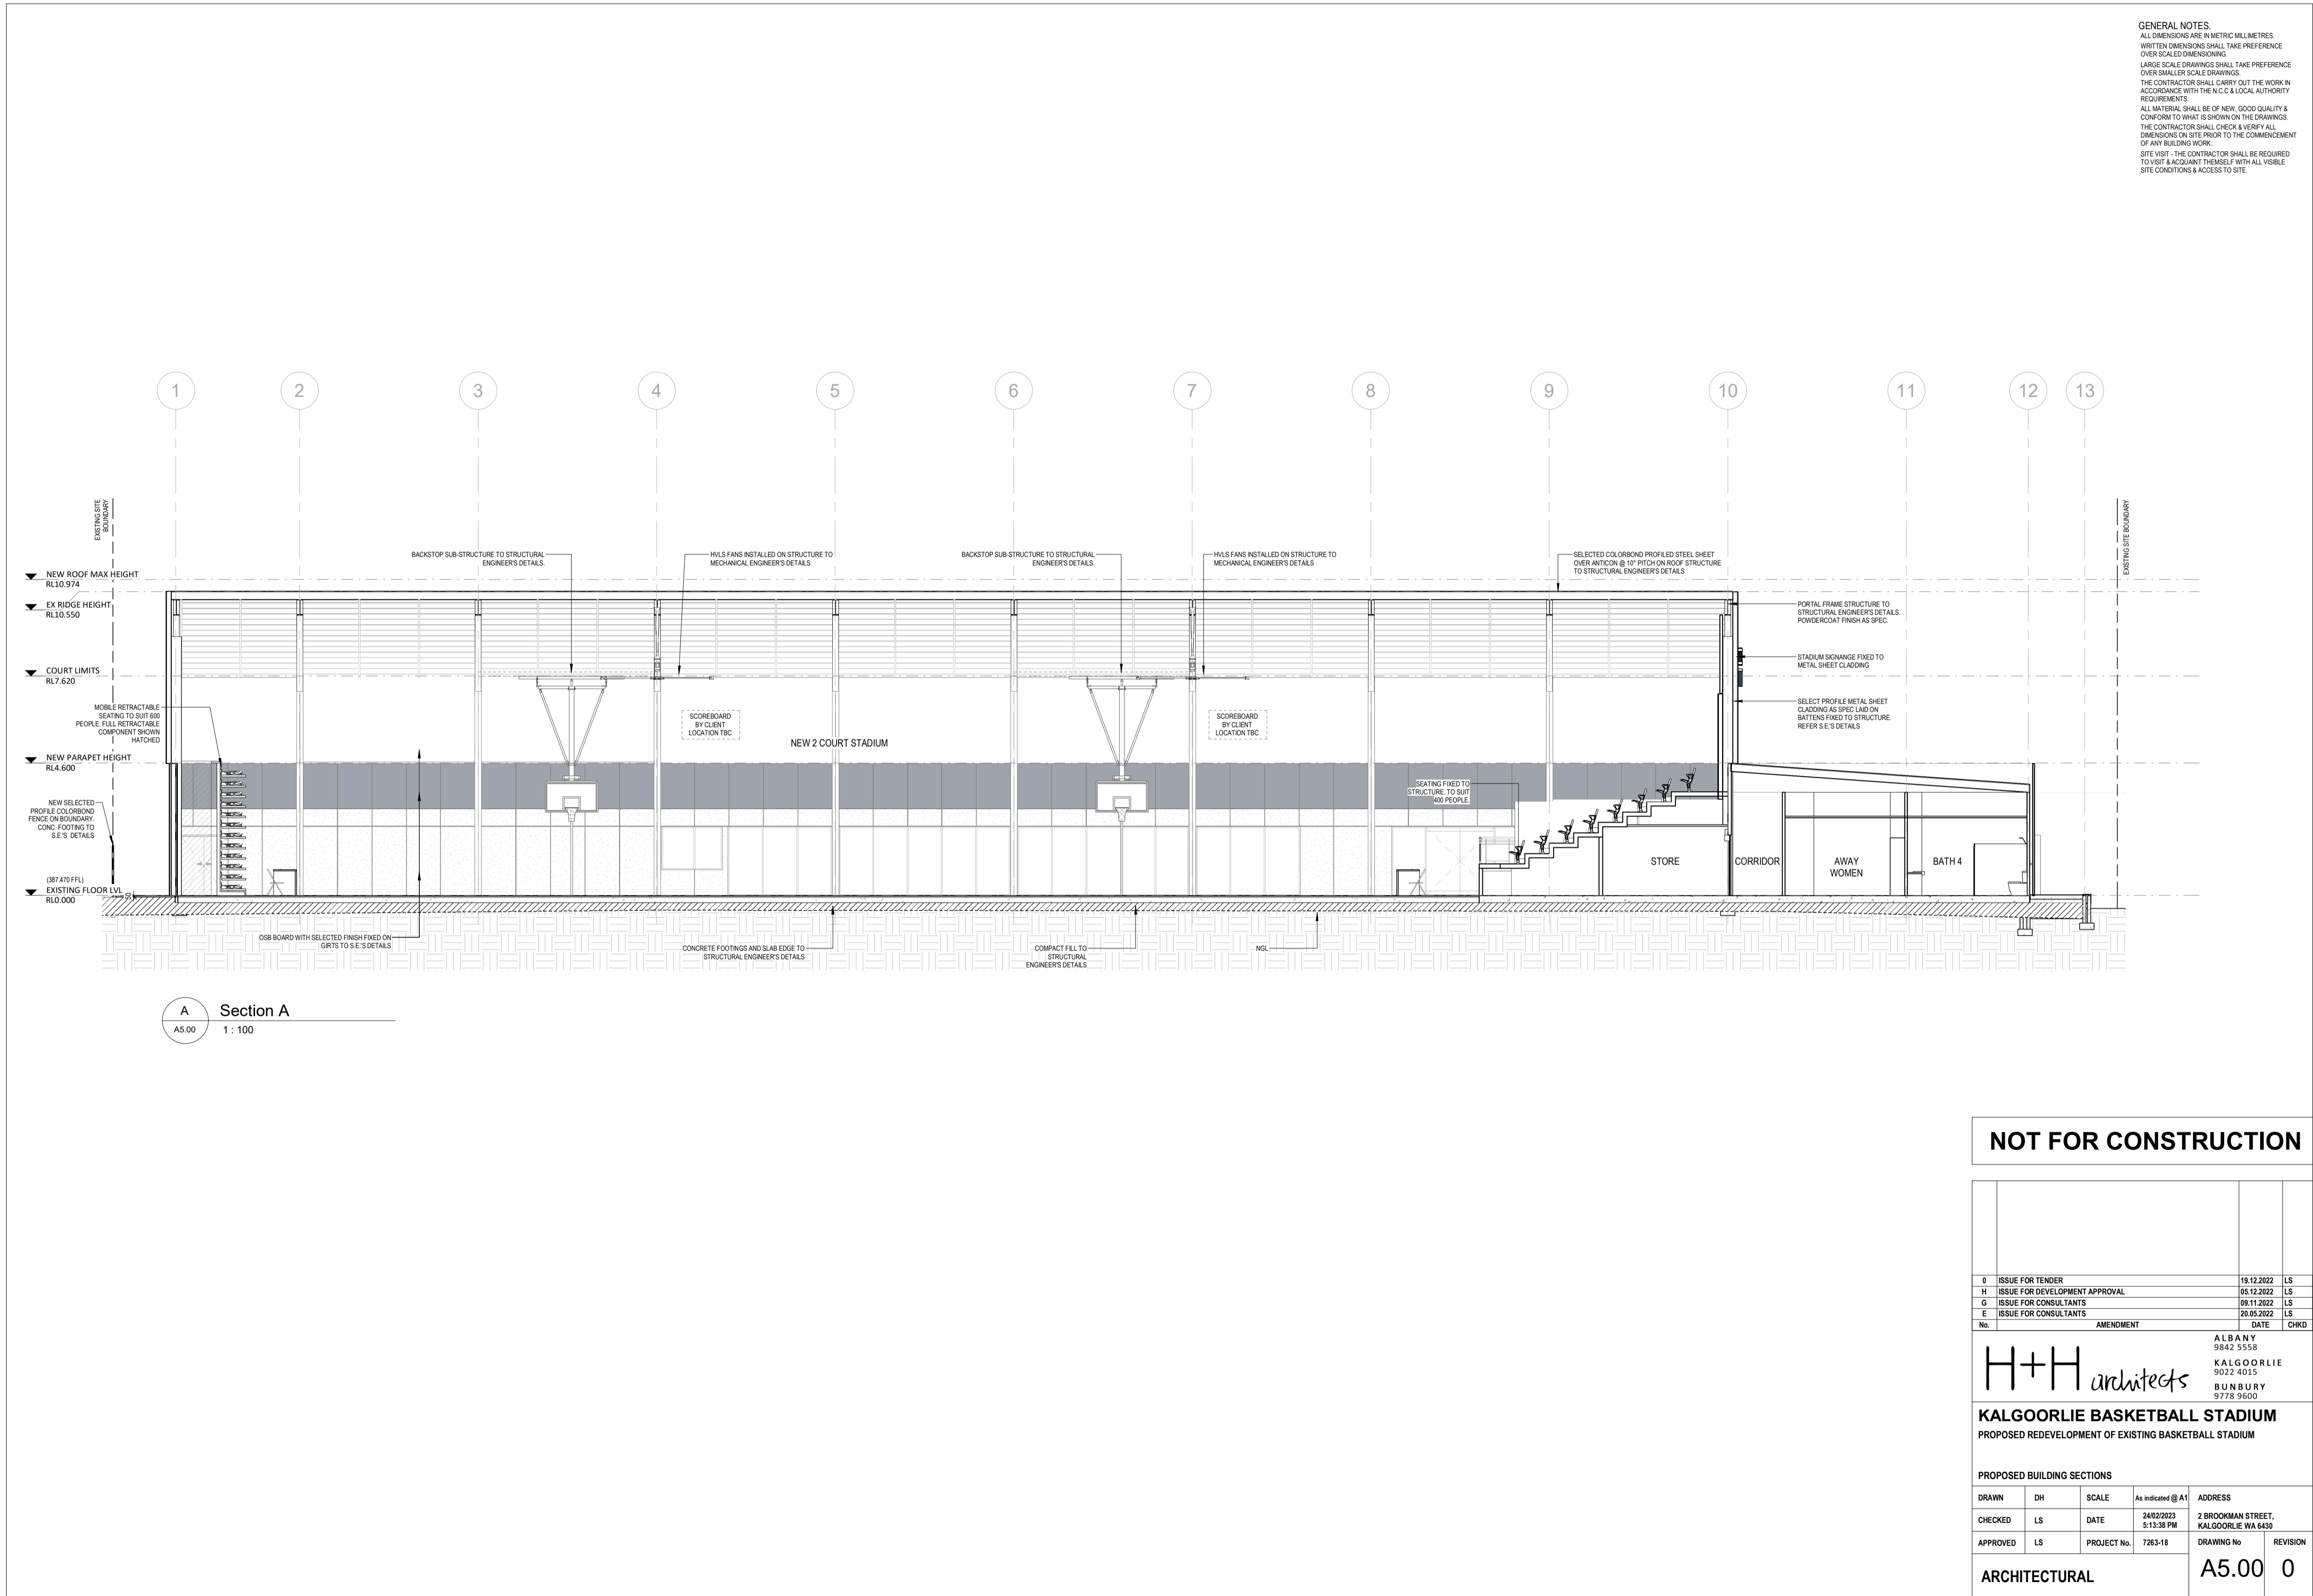 GENERAL NOTES.
ALL DIMENSIONS ARE IN METRIC MILLIMETRES.
WRITTEN DIMENSIONS SHALL TAKE PREFERENCE
OVER SCALED DIMENSIONING.
LARGE SCALE DRAWINGS SHALL TAKE PREFERENCE
OVER SMALLER SCALE DRAWINGS.
THE CONTRACTOR SHALL CARRY OUT THE WORK IN
ACCORDANCE WITH THE N.C.C & LOCAL AUTHORITY
REQUIREMENTS.
ALL MATERIAL SHALL BE OF NEW, GOOD QUALITY &
CONFORM TO WHAT IS SHOWN ON THE DRAWINGS.
THE CONTRACTOR SHALL CHECK & VERIFY ALL
DIMENSIONS ON SITE PRIOR TO THE COMMENCEMENT
OF ANY BUILDING WORK.
SITE VISIT - THE CONTRACTOR SHALL BE REQUIRED
TO VISIT & ACQUAINT THEMSELF WITH ALL VISIBLE
SITE CONDITIONS & ACCESS TO SITE.
1 2 3 4 5 6 7 8 9 10 11 12 13
EXISTING SITE
BOUNDARY
EXISTING SITE BOUNDARY
BACKSTOP SUB-STRUCTURE TO STRUCTURAL
ENGINEER'S DETAILS.
HVLS FANS INSTALLED ON STRUCTURE TO
MECHANICAL ENGINEER'S DETAILS
BACKSTOP SUB-STRUCTURE TO STRUCTURAL
ENGINEER'S DETAILS.
HVLS FANS INSTALLED ON STRUCTURE TO
MECHANICAL ENGINEER'S DETAILS
SELECTED COLORBOND PROFILED STEEL SHEET
OVER ANTICON @ 10° PITCH ON ROOF STRUCTURE
TO STRUCTURAL ENGINEER'S DETAILS
NEW ROOF MAX HEIGHT
RL10.974
EX RIDGE HEIGHT
RL10.550
PORTAL FRAME STRUCTURE TO
STRUCTURAL ENGINEER'S DETAILS.
POWDERCOAT FINISH AS SPEC.
STADIUM SIGNANGE FIXED TO
METAL SHEET CLADDING
COURT LIMITS
RL7.620
SELECT PROFILE METAL SHEET
CLADDING AS SPEC LAID ON
BATTENS FIXED TO STRUCTURE.
REFER S.E.'S DETAILS
MOBILE RETRACTABLE
SEATING TO SUIT 600
PEOPLE. FULL RETRACTABLE
COMPONENT SHOWN
HATCHED
SCOREBOARD
BY CLIENT
LOCATION TBC
SCOREBOARD
BY CLIENT
LOCATION TBC
NEW 2 COURT STADIUM
NEW PARAPET HEIGHT
RL4.600
SEATING FIXED TO
STRUCTURE. TO SUIT
400 PEOPLE.
NEW SELECTED
PROFILE COLORBOND
FENCE ON BOUNDARY.
CONC. FOOTING TO
S.E.'S DETAILS
STORE
CORRIDOR
AWAY
WOMEN
BATH 4
(387.470 FFL)
EXISTING FLOOR LVL
RL0.000
50
OSB BOARD WITH SELECTED FINISH FIXED ON
GIRTS TO S.E.'S DETAILS
CONCRETE FOOTINGS AND SLAB EDGE TO
STRUCTURAL ENGINEER'S DETAILS
COMPACT FILL TO
STRUCTURAL
ENGINEER'S DETAILS
NGL
A
A5.00
Section A
1 : 100
NOT FOR CONSTRUCTION
0 ISSUE FOR TENDER 19.12.2022 LS
H ISSUE FOR DEVELOPMENT APPROVAL 05.12.2022 LS
G ISSUE FOR CONSULTANTS 09.11.2022 LS
E ISSUE FOR CONSULTANTS 20.05.2022 LS
No. AMENDMENT DATE CHKD
H+H architects
ALBANY
9842 5558
KALGOORLIE
9022 4015
BUNBURY
9778 9600
KALGOORLIE BASKETBALL STADIUM
PROPOSED REDEVELOPMENT OF EXISTING BASKETBALL STADIUM
PROPOSED BUILDING SECTIONS
DRAWN DH SCALE As indicated @ A1 ADDRESS
CHECKED LS DATE 24/02/2023
5:13:38 PM
2 BROOKMAN STREET,
KALGOORLIE WA 6430
APPROVED LS PROJECT No. 7263-18 DRAWING No REVISION
ARCHITECTURAL A5.00 0